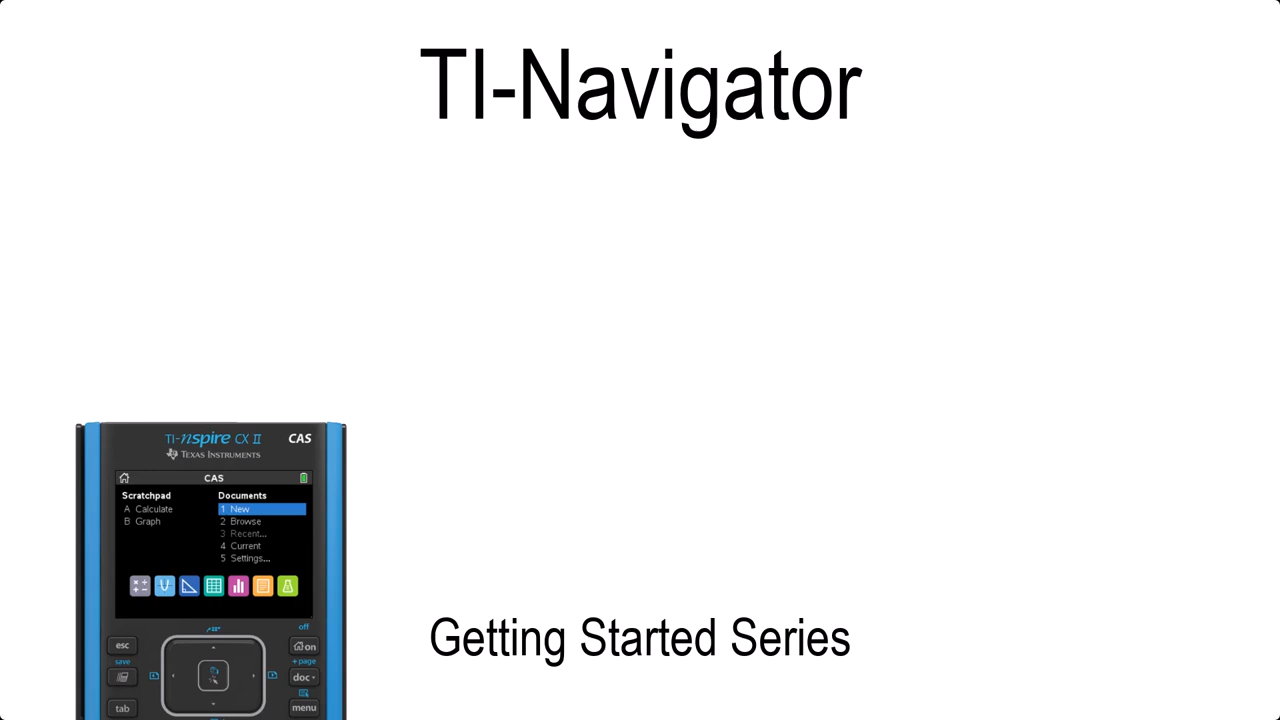 TI-Navigator
TI-nspire CX II CAS
TEXAS INSTRUMENTS
CAS
Scratchpad
A Calculate
B Graph
Documents
1 New
2 Browse
3 Recent...
4 Current
5 Settings...
off
esc
on
save
+page
doc
tab
menu
Getting Started Series